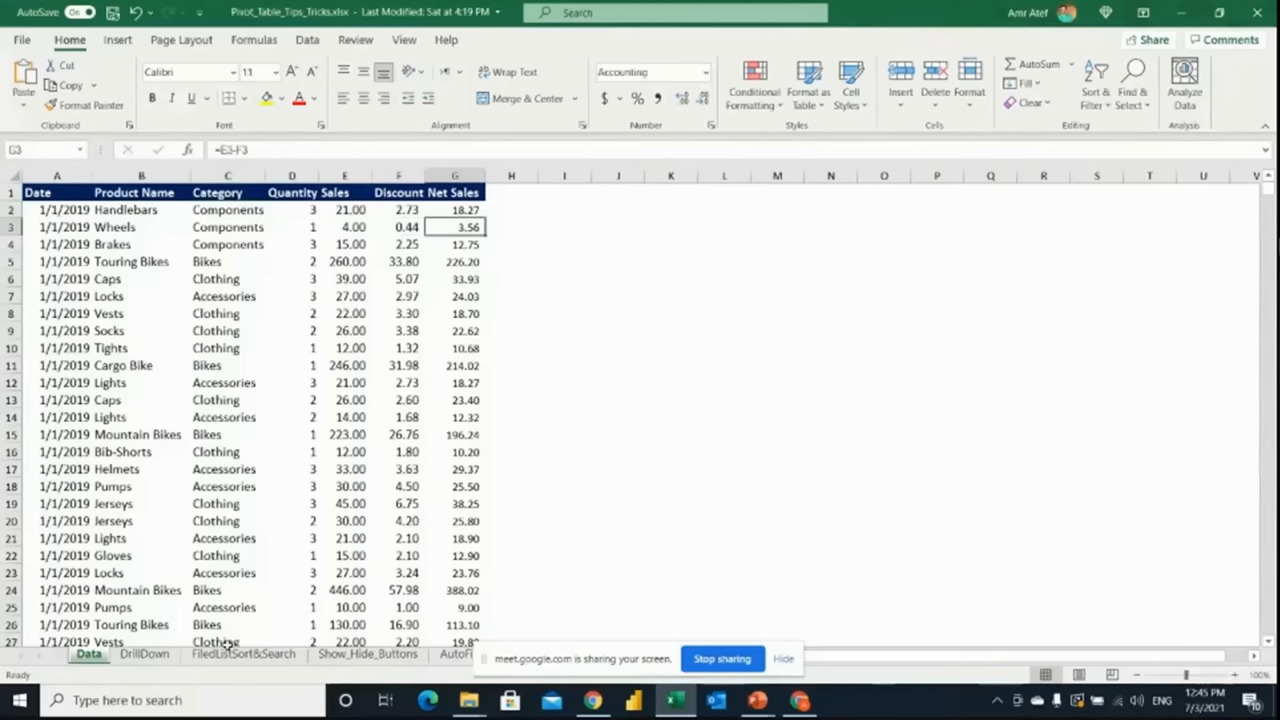 AutoSave On Pivot_Table_Tips_Tricks.xlsx - Last Modified: Sat at 4:19 PM Search Amr Atef
File Home Insert Page Layout Formulas Data Review View Help Share Comments
Paste Cut Copy Format Painter Calibri 11 B I U A Wrap Text Merge & Center Accounting $ % Conditional Formatting Format as Table Cell Styles Insert Delete Format AutoSum Fill Clear Sort & Filter Find & Select Analyze Data
Clipboard Font Alignment Number Styles Cells Editing Analysis
G3 fx =E3-F3
A B C D E F G H I J K L M N O P Q R S T U V
1 Date Product Name Category Quantity Sales Discount Net Sales
2 1/1/2019 Handlebars Components 3 21.00 2.73 18.27
3 1/1/2019 Wheels Components 1 4.00 0.44 3.56
4 1/1/2019 Brakes Components 3 15.00 2.25 12.75
5 1/1/2019 Touring Bikes Bikes 2 260.00 33.80 226.20
6 1/1/2019 Caps Clothing 3 39.00 5.07 33.93
7 1/1/2019 Locks Accessories 3 27.00 2.97 24.03
8 1/1/2019 Vests Clothing 2 22.00 3.30 18.70
9 1/1/2019 Socks Clothing 2 26.00 3.38 22.62
10 1/1/2019 Tights Clothing 1 12.00 1.32 10.68
11 1/1/2019 Cargo Bike Bikes 1 246.00 31.98 214.02
12 1/1/2019 Lights Accessories 3 21.00 2.73 18.27
13 1/1/2019 Caps Clothing 2 26.00 2.60 23.40
14 1/1/2019 Lights Accessories 2 14.00 1.68 12.32
15 1/1/2019 Mountain Bikes Bikes 1 223.00 26.76 196.24
16 1/1/2019 Bib-Shorts Clothing 1 12.00 1.80 10.20
17 1/1/2019 Helmets Accessories 3 33.00 3.63 29.37
18 1/1/2019 Pumps Accessories 3 30.00 4.50 25.50
19 1/1/2019 Jerseys Clothing 3 45.00 6.75 38.25
20 1/1/2019 Jerseys Clothing 2 30.00 4.20 25.80
21 1/1/2019 Lights Accessories 3 21.00 2.10 18.90
22 1/1/2019 Gloves Clothing 1 15.00 2.10 12.90
23 1/1/2019 Locks Accessories 3 27.00 3.24 23.76
24 1/1/2019 Mountain Bikes Bikes 2 446.00 57.98 388.02
25 1/1/2019 Pumps Accessories 1 10.00 1.00 9.00
26 1/1/2019 Touring Bikes Bikes 1 130.00 16.90 113.10
27 1/1/2019 Vests Clothing 2 22.00 2.20
Data DrillDown FiledListSort&Search Show_Hide_Buttons AutoFi
meet.google.com is sharing your screen. Stop sharing Hide
Ready 100%
Type here to search ENG 12:45 PM
7/3/2021